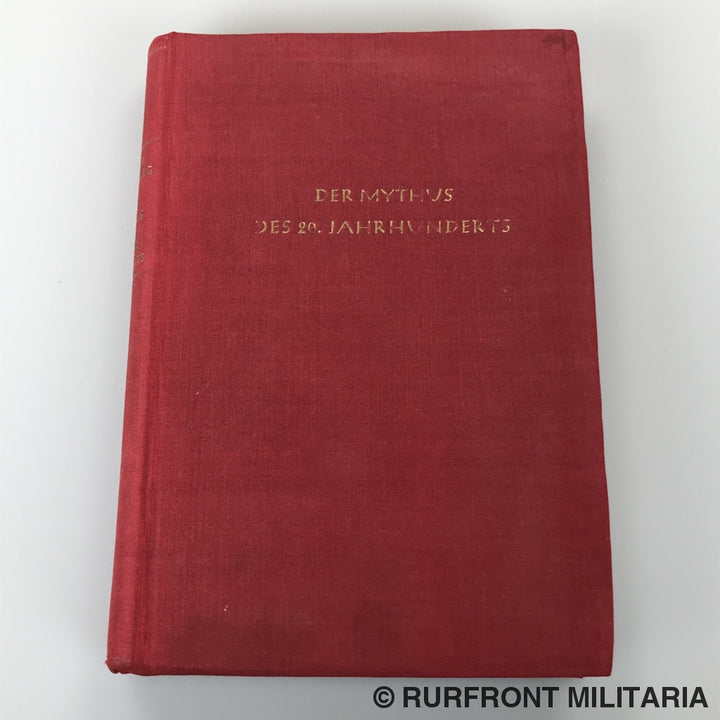 DER MYTHUS
DES 20. JAHRHUNDERTS
© RURFRONT MILITARIA